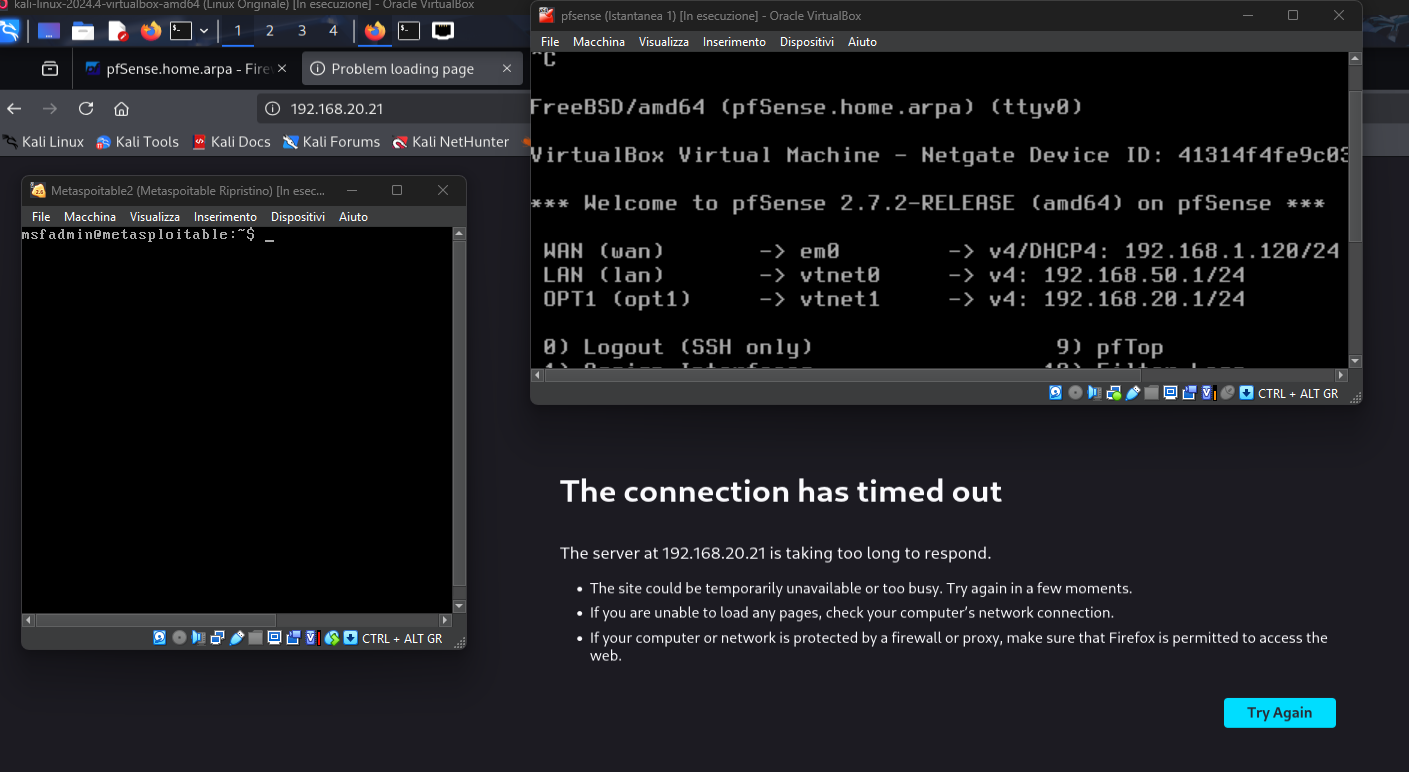 kali-linux-2024.4-virtualbox-amd64 (Linux Originale) [In esecuzione] - Oracle VirtualBox
1 2 3 4
pfSense.home.arpa - Fire
Problem loading page
192.168.20.21
Kali Linux Kali Tools Kali Docs Kali Forums Kali NetHunter
Metaspoitable2 (Metaspoitable Ripristino) [In esec...
File Macchina Visualizza Inserimento Dispositivi Aiuto
msfadmin@metasploitable:~$ _
CTRL + ALT GR
pfsense (Istantanea 1) [In esecuzione] - Oracle VirtualBox
File Macchina Visualizza Inserimento Dispositivi Aiuto
^C
FreeBSD/amd64 (pfSense.home.arpa) (ttyv0)
VirtualBox Virtual Machine - Netgate Device ID: 41314f4fe9c03
*** Welcome to pfSense 2.7.2-RELEASE (amd64) on pfSense ***
WAN (wan) -> em0 -> v4/DHCP4: 192.168.1.120/24
LAN (lan) -> vtnet0 -> v4: 192.168.50.1/24
OPT1 (opt1) -> vtnet1 -> v4: 192.168.20.1/24
0) Logout (SSH only) 9) pfTop
CTRL + ALT GR
The connection has timed out
The server at 192.168.20.21 is taking too long to respond.
• The site could be temporarily unavailable or too busy. Try again in a few moments.
• If you are unable to load any pages, check your computer's network connection.
• If your computer or network is protected by a firewall or proxy, make sure that Firefox is permitted to access the
web.
Try Again